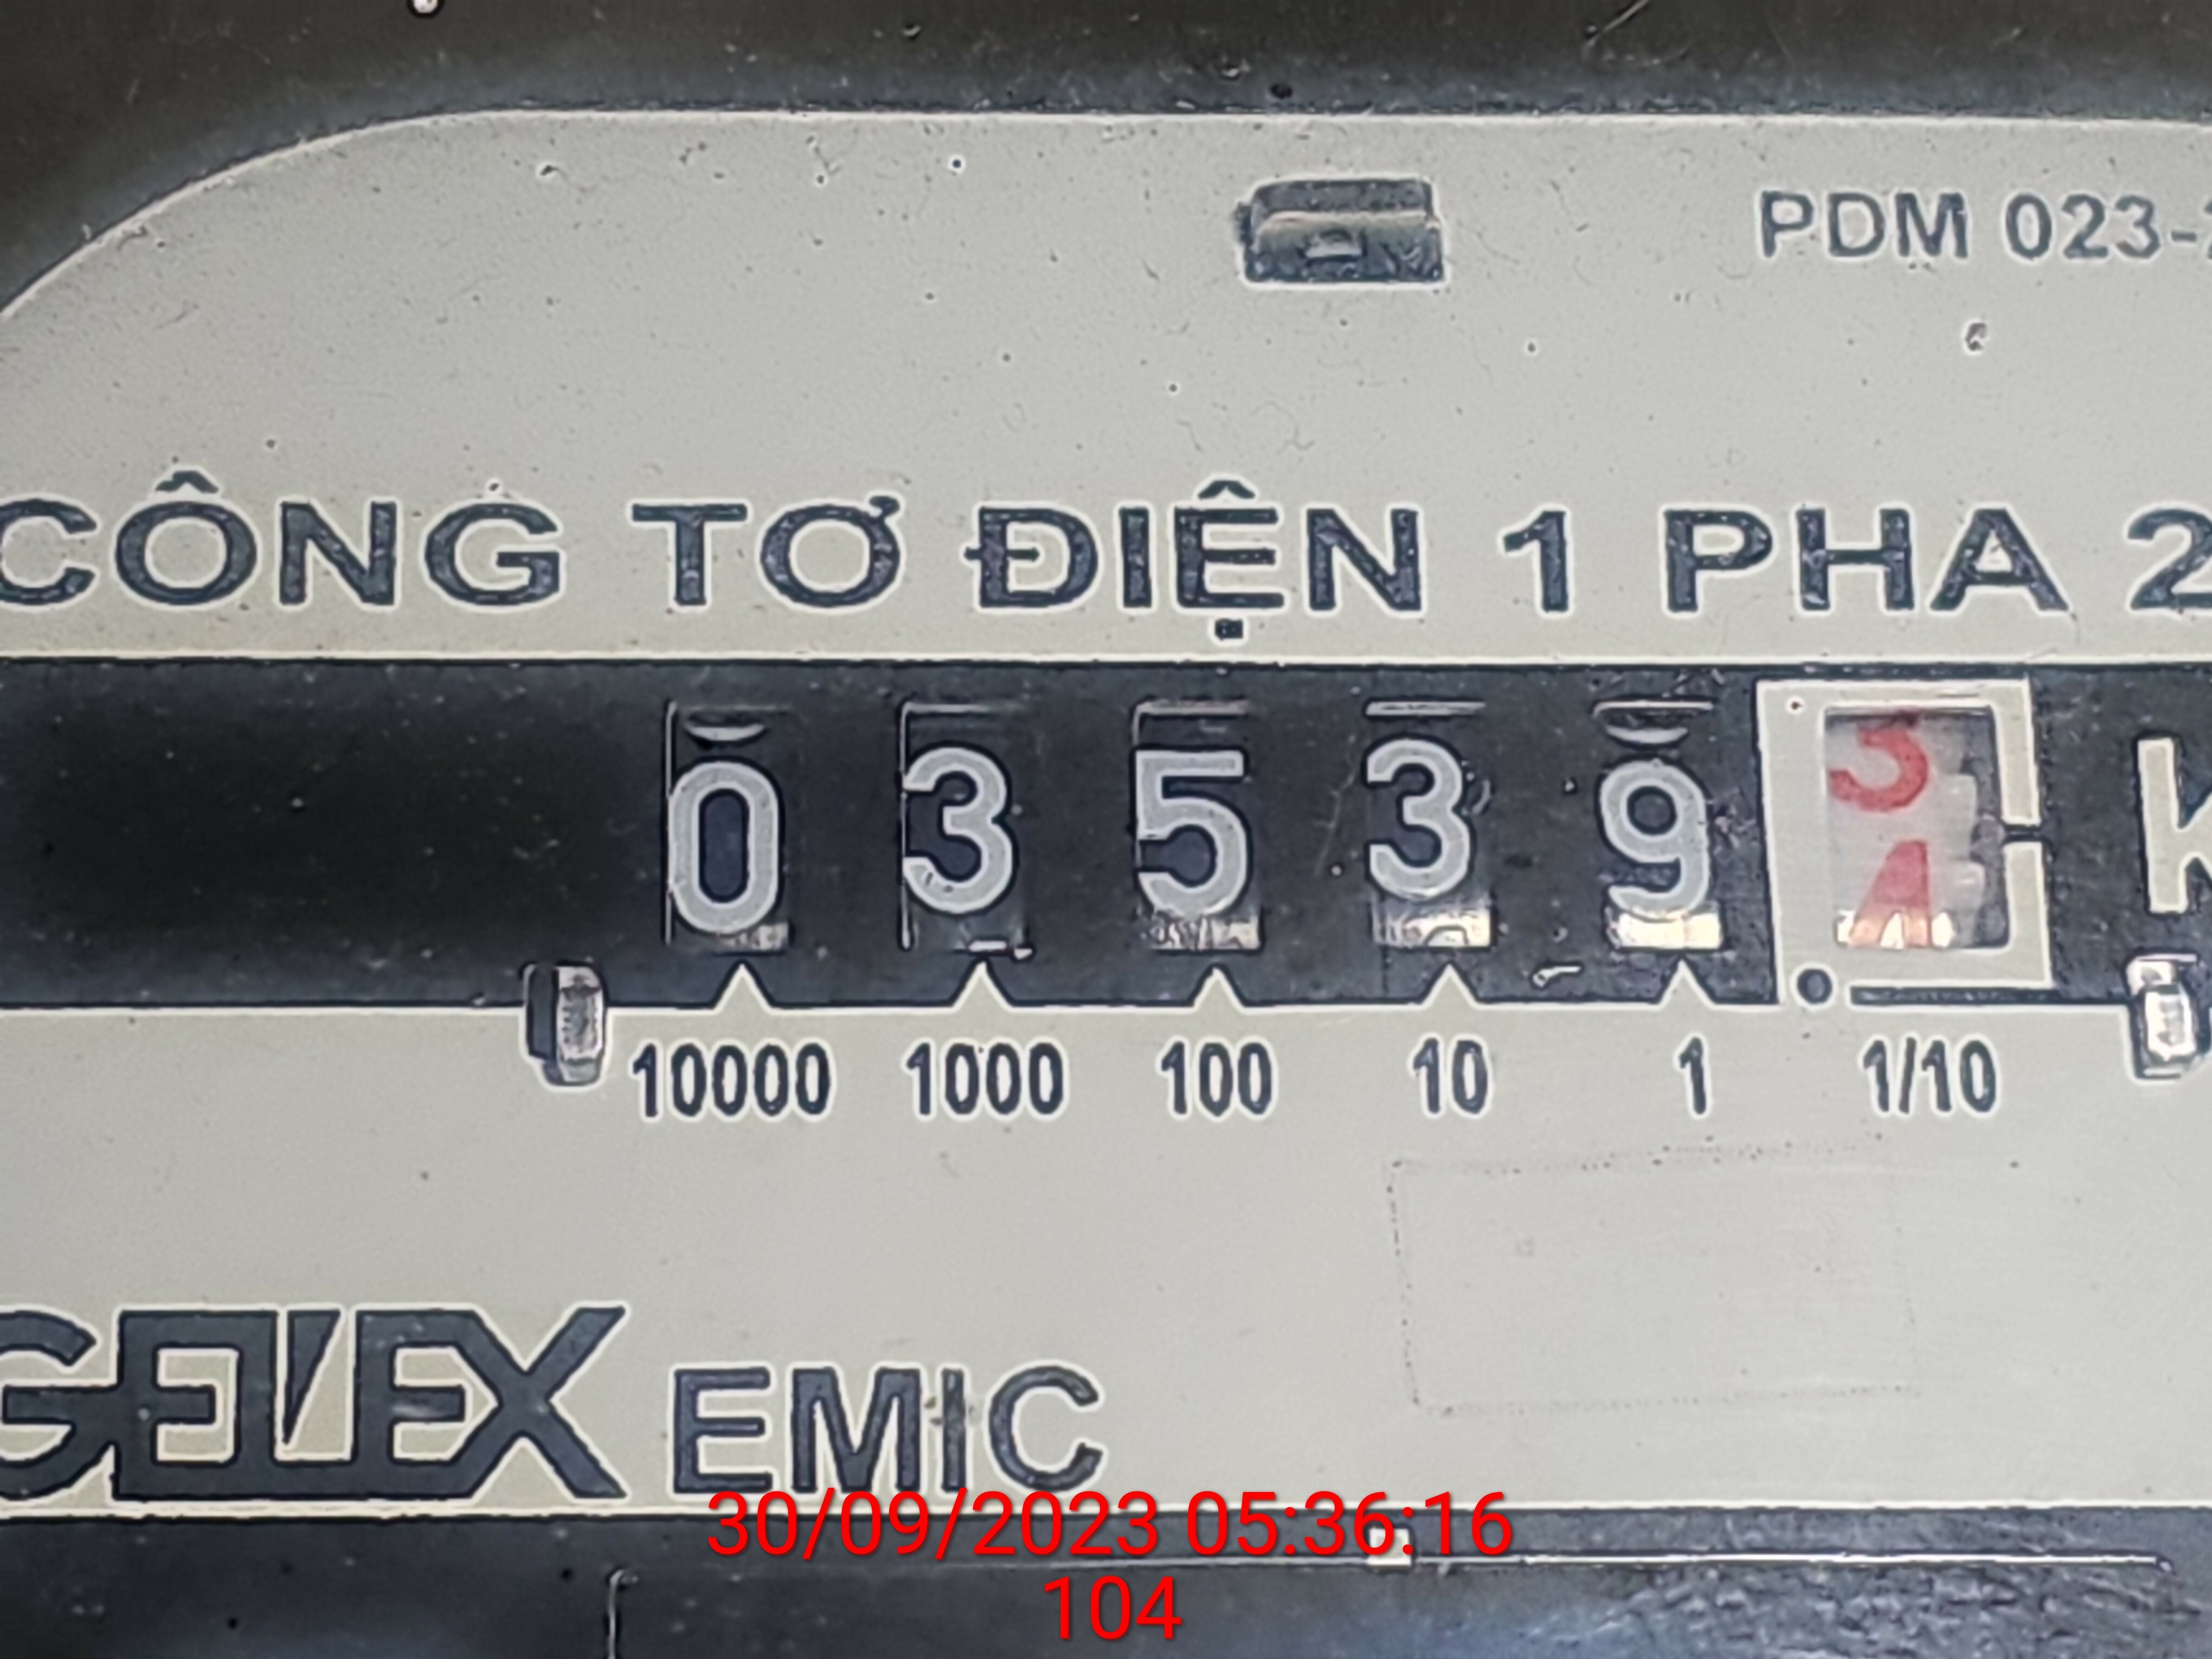 PDM 023-
CÔNG TƠ ĐIỆN 1 PHA 2
0 3 5 3 9 3 K
10000 1000 100 10 1 1/10
GELEX EMIC
30/09/2023 05:36:16
104